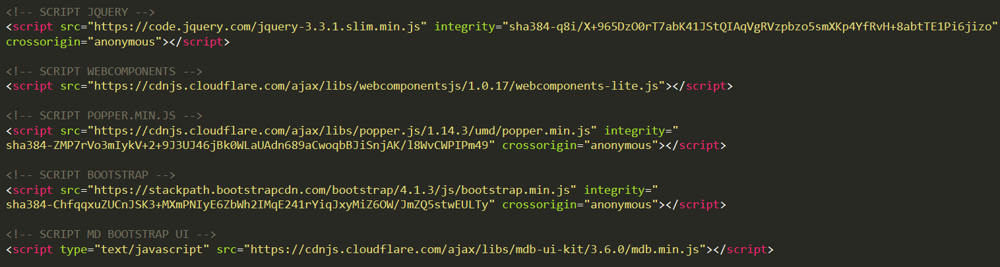 <!-- SCRIPT JQUERY -->
<script src="https://code.jquery.com/jquery-3.3.1.slim.min.js" integrity="sha384-q8i/X+965DzO0rT7abK41JStQIAqVgRVzpbzo5smXKp4YfRvH+8abtTE1Pi6jizo"
crossorigin="anonymous"></script>
<!-- SCRIPT WEBCOMPONENTS -->
<script src="https://cdnjs.cloudflare.com/ajax/libs/webcomponentsjs/1.0.17/webcomponents-lite.js"></script>
<!-- SCRIPT POPPER.MIN.JS -->
<script src="https://cdnjs.cloudflare.com/ajax/libs/popper.js/1.14.3/umd/popper.min.js" integrity="
sha384-ZMP7rVo3mIykV+2+9J3UJ46jBk0WLaUAdn689aCwoqbBJiSnjAK/l8WvCWPIPm49" crossorigin="anonymous"></script>
<!-- SCRIPT BOOTSTRAP -->
<script src="https://stackpath.bootstrapcdn.com/bootstrap/4.1.3/js/bootstrap.min.js" integrity="
sha384-ChfqqxuZUCnJSK3+MXmPNIyE6ZbWh2IMqE241rYiqJxyMiZ6OW/JmZQ5stwEULTy" crossorigin="anonymous"></script>
<!-- SCRIPT MD BOOTSTRAP UI -->
<script type="text/javascript" src="https://cdnjs.cloudflare.com/ajax/libs/mdb-ui-kit/3.6.0/mdb.min.js"></script>